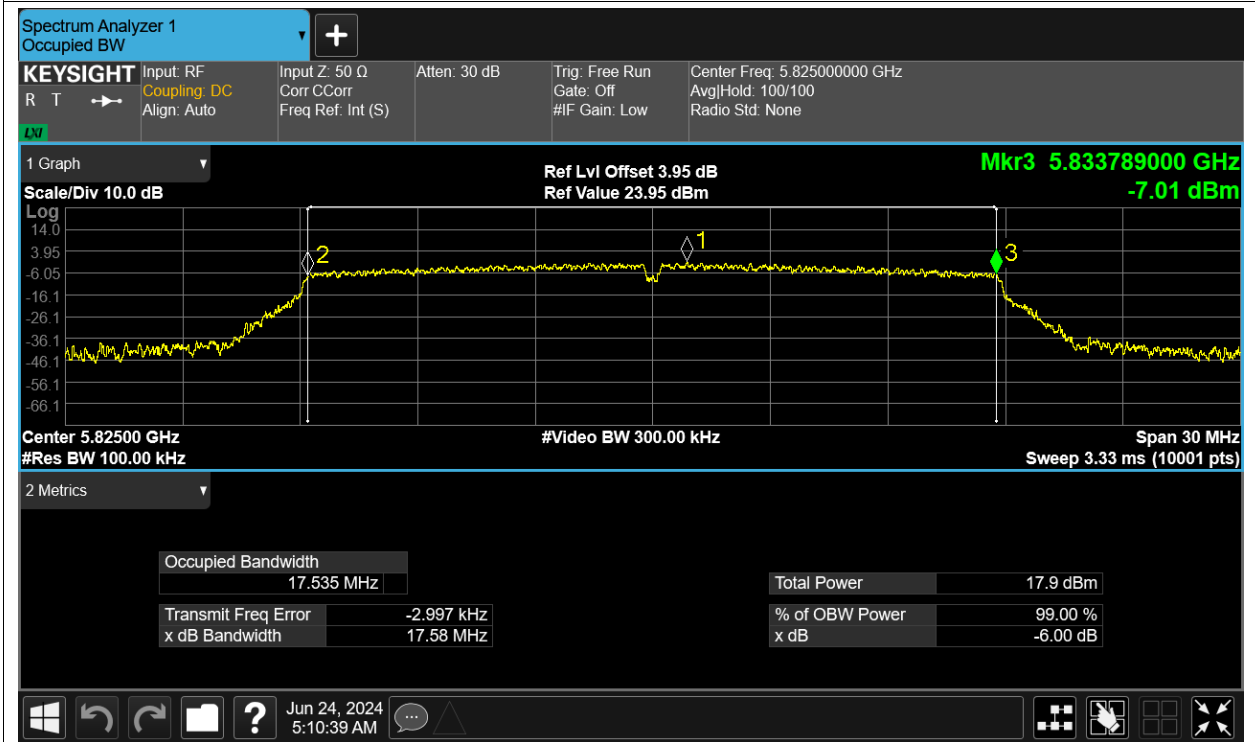 Spectrum Analyzer 1
Occupied BW
KEYSIGHT
R T
LXI
Input: RF
Coupling: DC
Align: Auto
Input Z: 50 Ω
Corr CCorr
Freq Ref: Int (S)
Atten: 30 dB
Trig: Free Run
Gate: Off
#IF Gain: Low
Center Freq: 5.825000000 GHz
Avg|Hold: 100/100
Radio Std: None
1 Graph
Scale/Div 10.0 dB
Ref Lvl Offset 3.95 dB
Ref Value 23.95 dBm
Mkr3 5.833789000 GHz
-7.01 dBm
Log
14.0
3.95
-6.05
-16.1
-26.1
-36.1
-46.1
-56.1
-66.1
2
1
3
Center 5.82500 GHz
#Res BW 100.00 kHz
#Video BW 300.00 kHz
Span 30 MHz
Sweep 3.33 ms (10001 pts)
2 Metrics
Occupied Bandwidth
17.535 MHz
Transmit Freq Error -2.997 kHz
x dB Bandwidth 17.58 MHz
Total Power 17.9 dBm
% of OBW Power 99.00 %
x dB -6.00 dB
?
Jun 24, 2024
5:10:39 AM